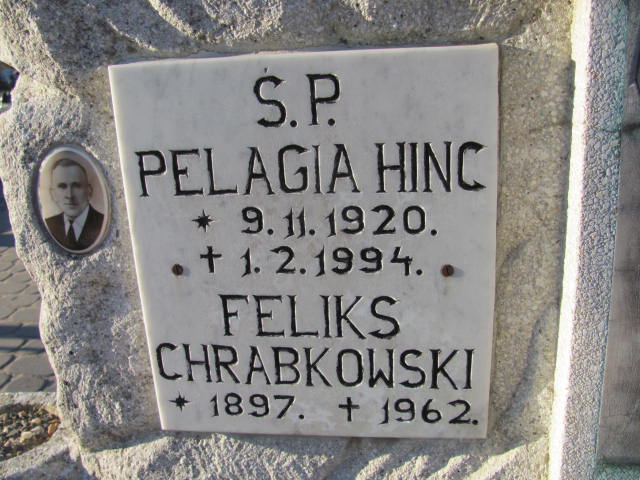 Ś.P.
PELAGIA HINC
* 9.11.1920.
† 1.2.1994.
FELIKS
CHRABKOWSKI
* 1897. † 1962.